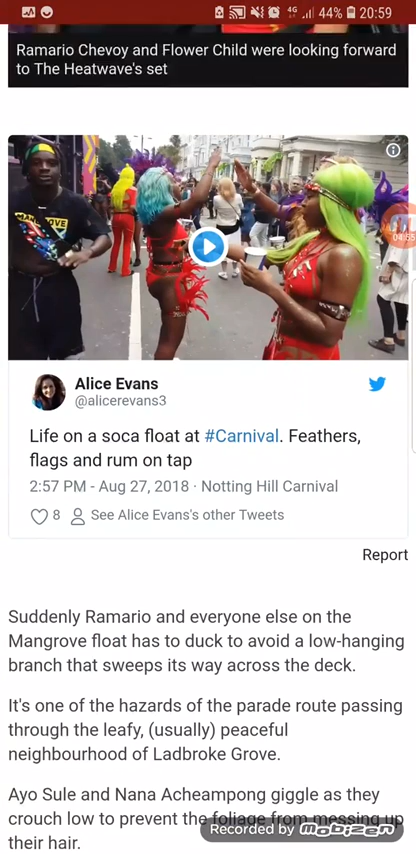 4G 44% 20:59
Ramario Chevoy and Flower Child were looking forward
to The Heatwave's set
MANGROVE
04:55
Alice Evans
@alicerevans3
Life on a soca float at #Carnival. Feathers,
flags and rum on tap
2:57 PM - Aug 27, 2018 · Notting Hill Carnival
8 See Alice Evans's other Tweets
Report
Suddenly Ramario and everyone else on the
Mangrove float has to duck to avoid a low-hanging
branch that sweeps its way across the deck.
It's one of the hazards of the parade route passing
through the leafy, (usually) peaceful
neighbourhood of Ladbroke Grove.
Ayo Sule and Nana Acheampong giggle as they
crouch low to prevent the foliage from messing up
their hair.
Recorded by mobizen